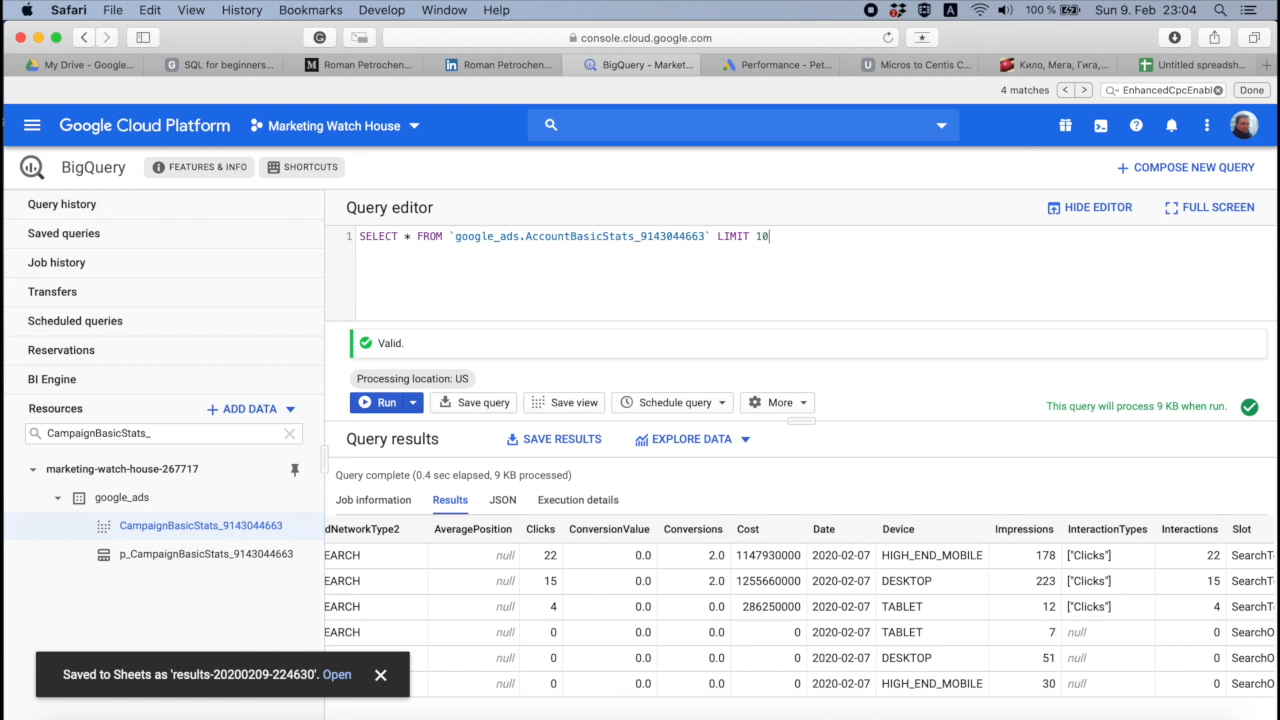 Safari File Edit View History Bookmarks Develop Window Help 100 % Sun 9. Feb 23:04
console.cloud.google.com
My Drive - Google... SQL for beginners... Roman Petrochen... Roman Petrochen... BigQuery - Market... Performance - Pet... Micros to Centis C... Кило, Мега, Гига,... Untitled spreadsh...
4 matches < > EnhancedCpcEnabl Done
Google Cloud Platform Marketing Watch House
BigQuery FEATURES & INFO SHORTCUTS + COMPOSE NEW QUERY
Query history
Saved queries
Job history
Transfers
Scheduled queries
Reservations
BI Engine
Resources + ADD DATA
CampaignBasicStats_
marketing-watch-house-267717
google_ads
CampaignBasicStats_9143044663
p_CampaignBasicStats_9143044663
Query editor HIDE EDITOR FULL SCREEN
1 SELECT * FROM `google_ads.AccountBasicStats_9143044663` LIMIT 10
Valid.
Processing location: US
Run Save query Save view Schedule query More This query will process 9 KB when run.
Query results SAVE RESULTS EXPLORE DATA
Query complete (0.4 sec elapsed, 9 KB processed)
Job information Results JSON Execution details
dNetworkType2 AveragePosition Clicks ConversionValue Conversions Cost Date Device Impressions InteractionTypes Interactions Slot
EARCH null 22 0.0 2.0 1147930000 2020-02-07 HIGH_END_MOBILE 178 ["Clicks"] 22 SearchT
EARCH null 15 0.0 2.0 1255660000 2020-02-07 DESKTOP 223 ["Clicks"] 15 SearchT
EARCH null 4 0.0 0.0 286250000 2020-02-07 TABLET 12 ["Clicks"] 4 SearchT
EARCH null 0 0.0 0.0 0 2020-02-07 TABLET 7 null 0 SearchO
null 0 0.0 0.0 0 2020-02-07 DESKTOP 51 null 0 SearchO
null 0 0.0 0.0 0 2020-02-07 HIGH_END_MOBILE 30 null 0 SearchO
Saved to Sheets as 'results-20200209-224630'. Open